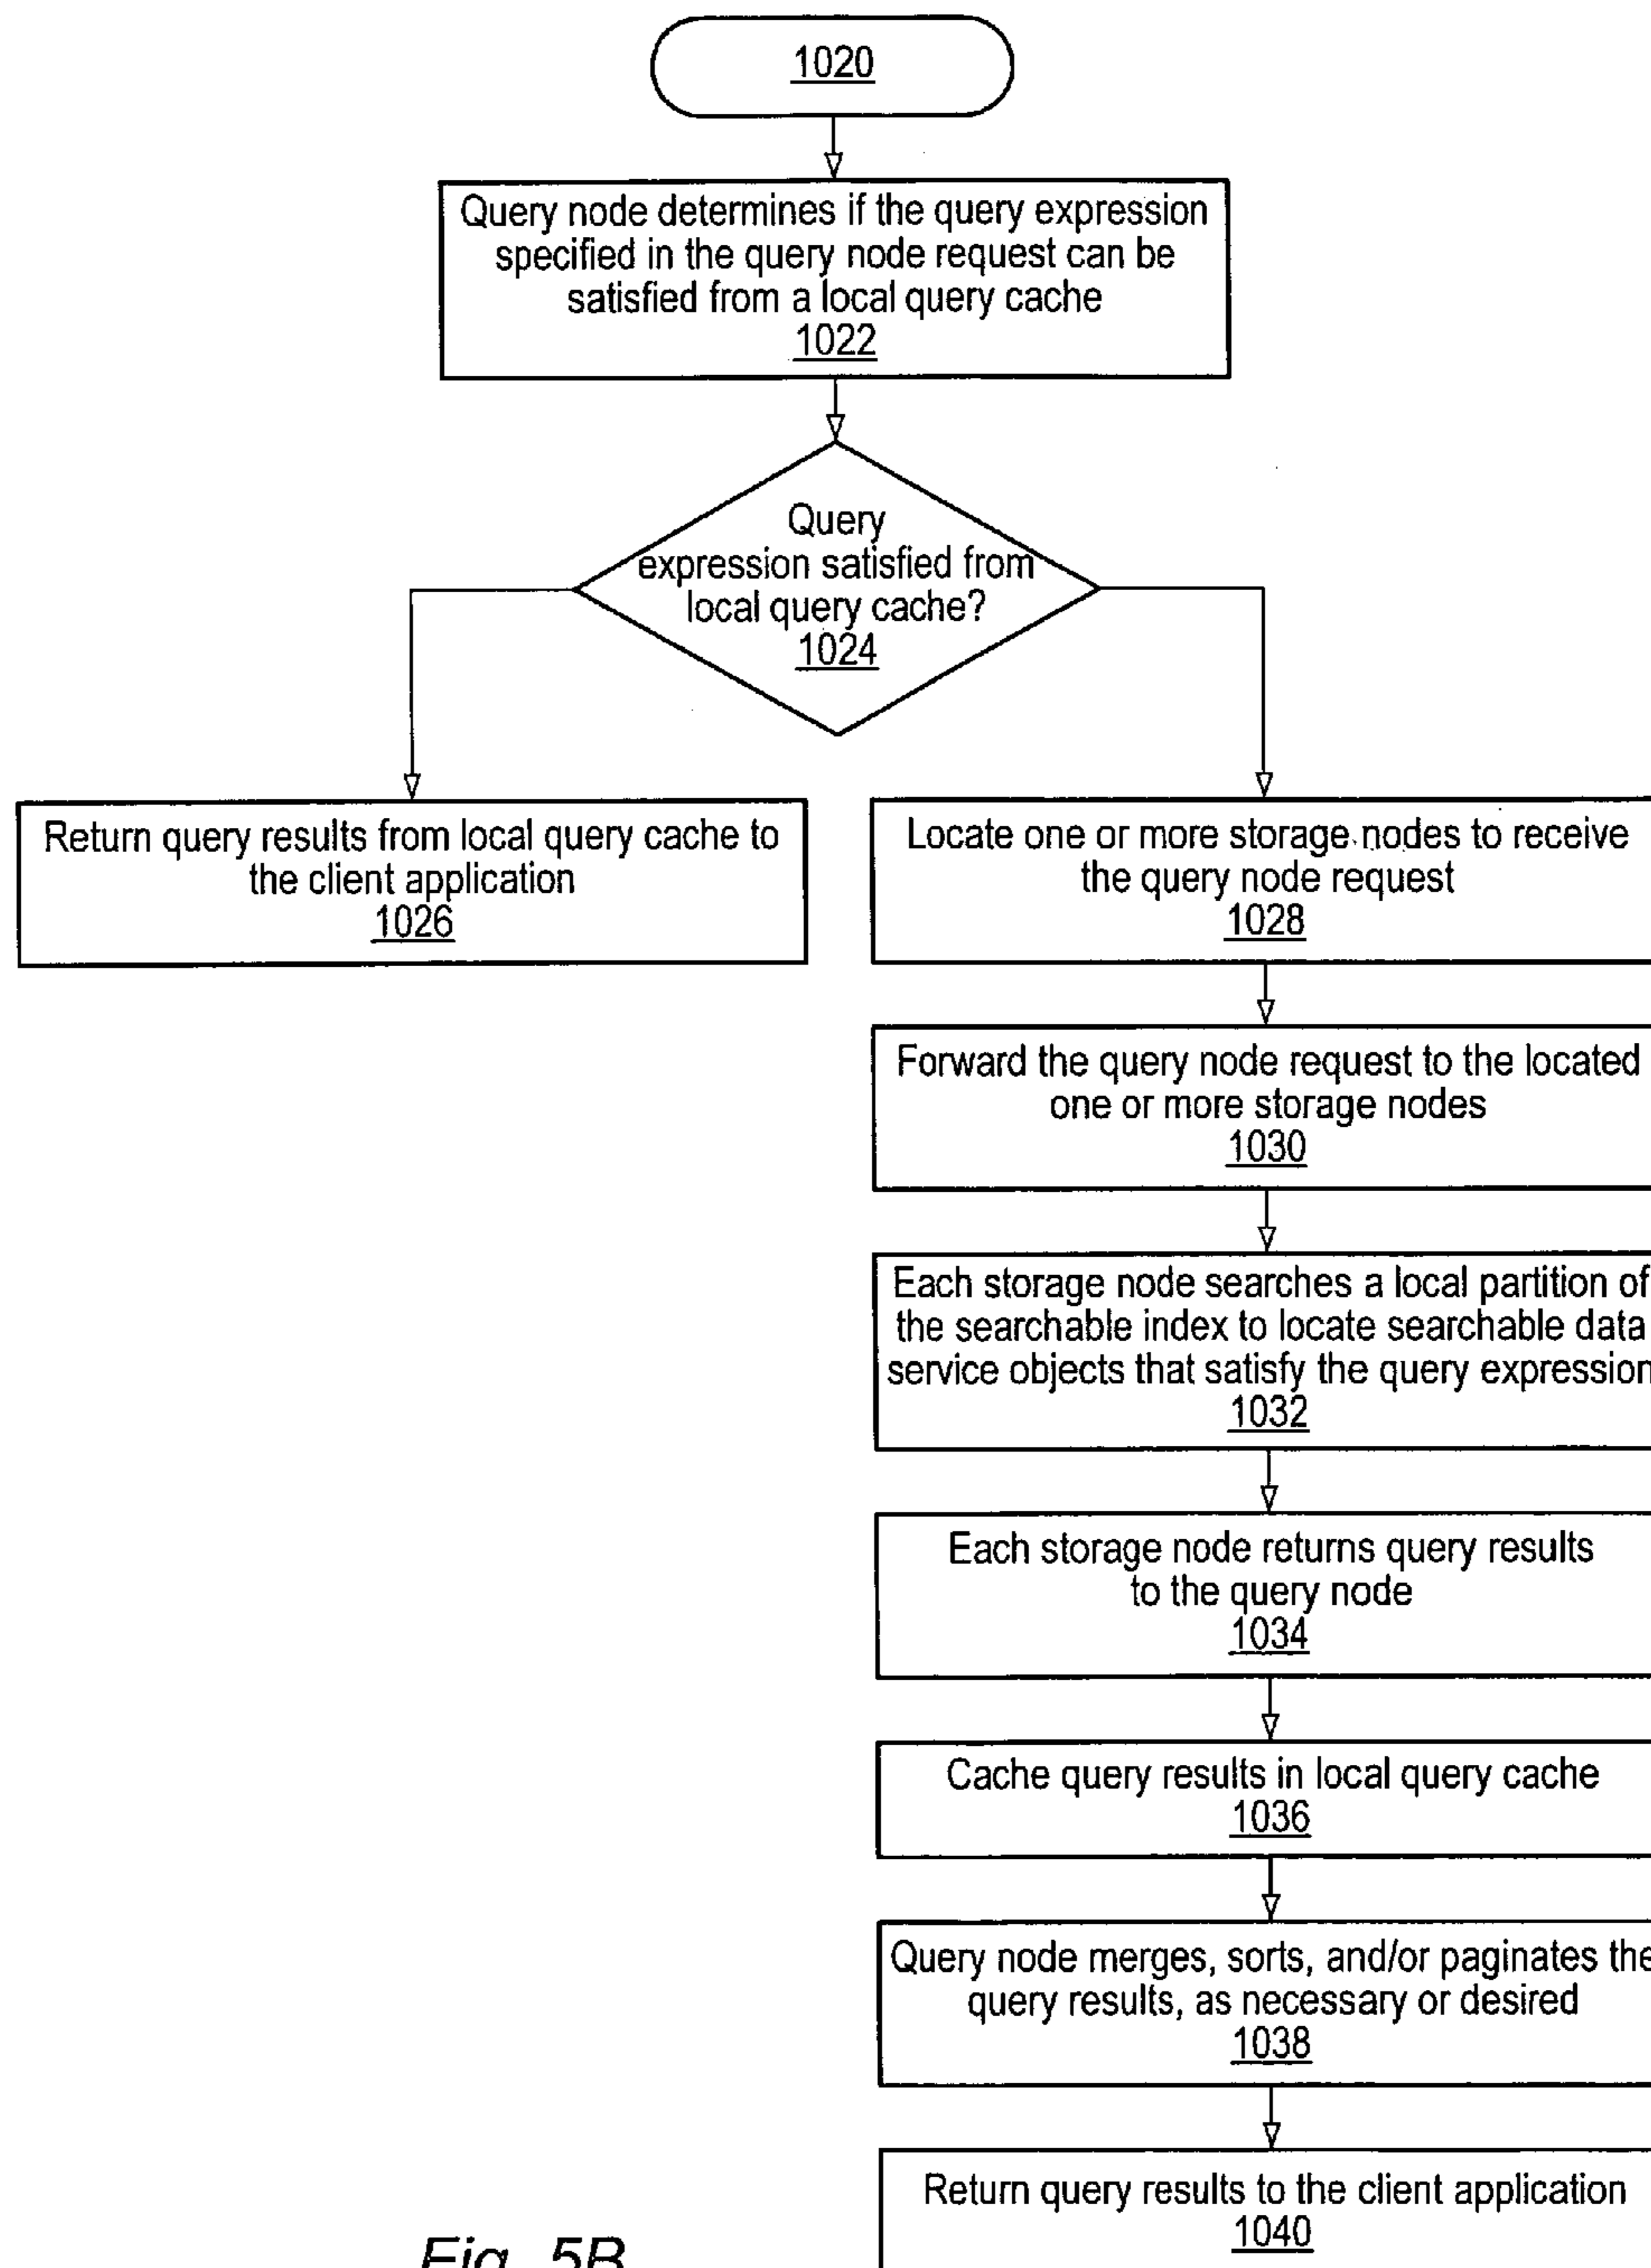 1020
Query node determines if the query expression
specified in the query node request can be
satisfied from a local query cache
1022
Query
expression satisfied from
local query cache?
1024
Return query results from local query cache to
the client application
1026
Locate one or more storage nodes to receive
the query node request
1028
Forward the query node request to the located
one or more storage nodes
1030
Each storage node searches a local partition of
the searchable index to locate searchable data
service objects that satisfy the query expression
1032
Each storage node returns query results
to the query node
1034
Cache query results in local query cache
1036
Query node merges, sorts, and/or paginates the
query results, as necessary or desired
1038
Return query results to the client application
1040
Fig. 5B